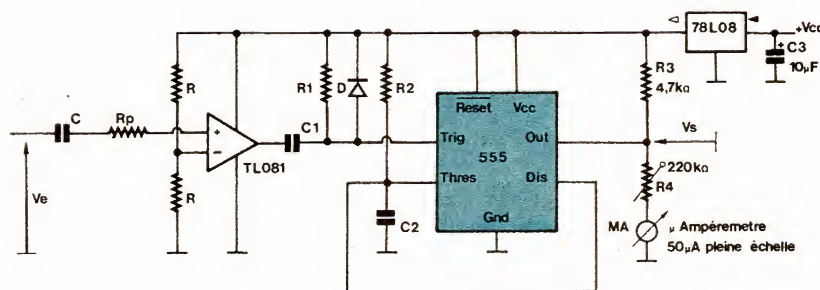 78L08
+Vcc
C3
+
10µF
R
R1
D
R2
R3
4,7kΩ
Reset
Vcc
C
Rp
+
−
C1
Trig
Out
Vs
TL081
555
220kΩ
R4
Ve
R
Thres
Dis
C2
Gnd
MA
µ Ampéremetre
50µA pleine échelle